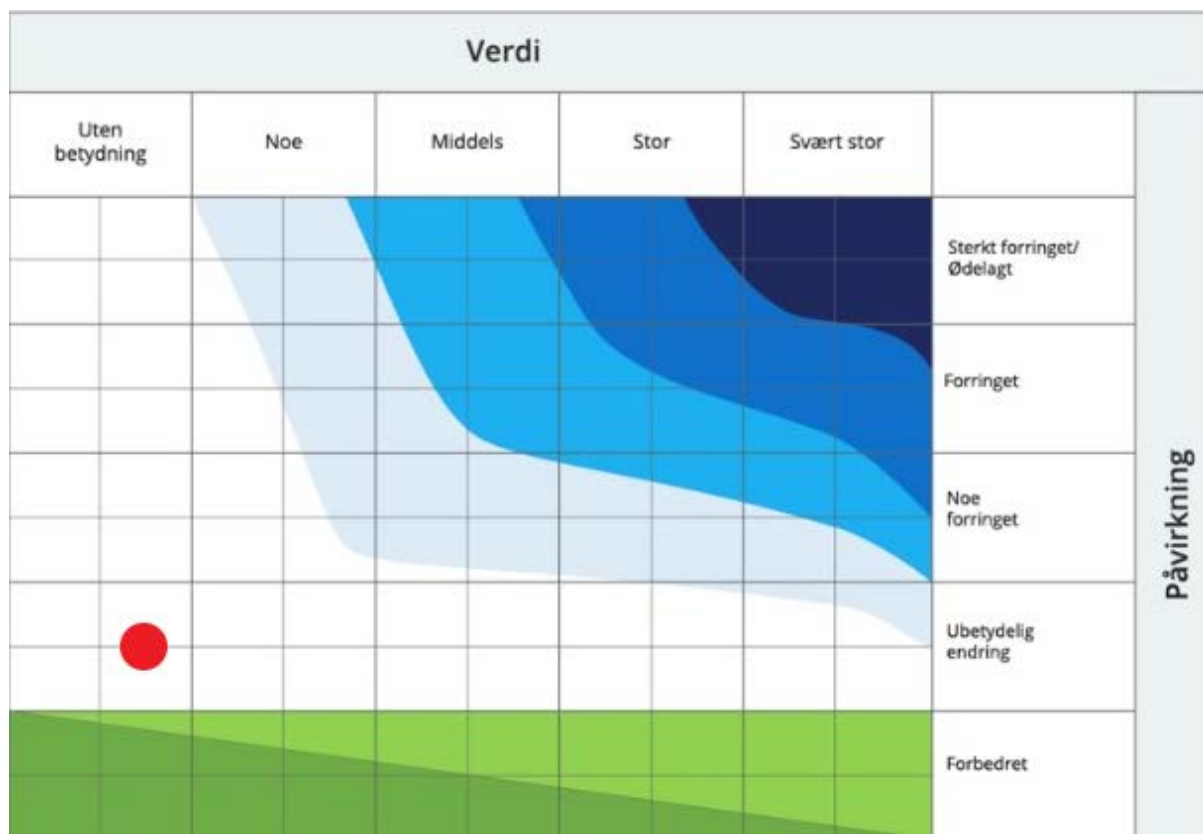 Verdi
Uten
betydning
Noe
Middels
Stor
Svært stor
Sterkt forringet/
Ødelagt
Forringet
Noe
forringet
Ubetydelig
endring
Forbedret
Påvirkning